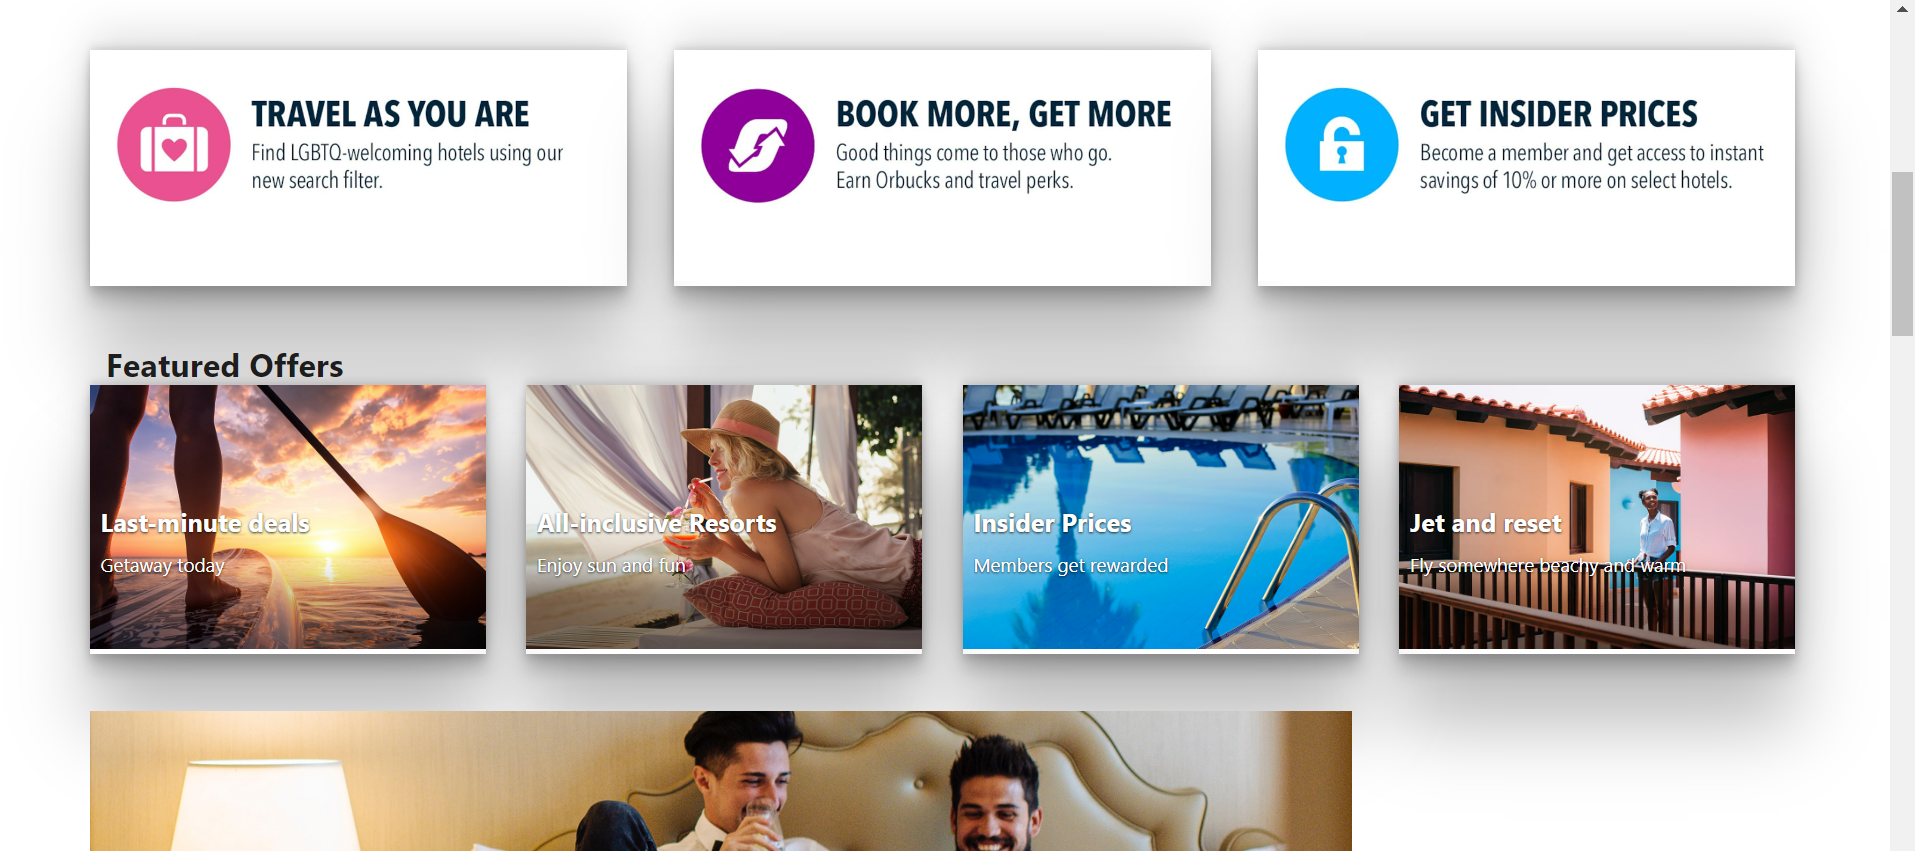 TRAVEL AS YOU ARE
Find LGBTQ-welcoming hotels using our
new search filter.
BOOK MORE, GET MORE
Good things come to those who go.
Earn Orbucks and travel perks.
GET INSIDER PRICES
Become a member and get access to instant
savings of 10% or more on select hotels.
Featured Offers
Last-minute deals
Getaway today
All-inclusive Resorts
Enjoy sun and fun
Insider Prices
Members get rewarded
Jet and reset
Fly somewhere beachy and warm